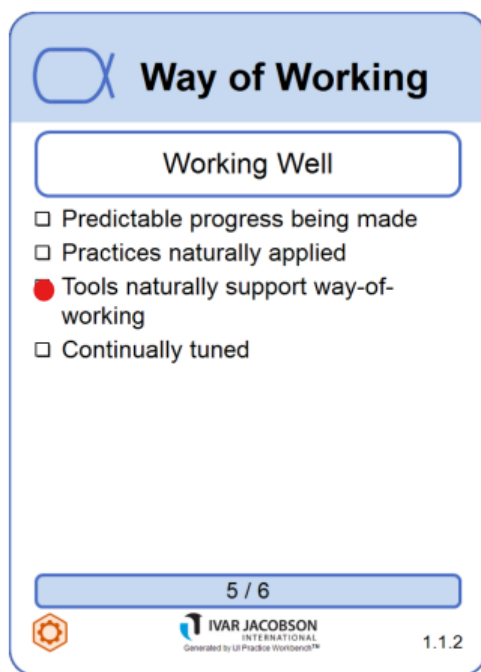 Way of Working
Working Well
Predictable progress being made
Practices naturally applied
Tools naturally support way-of-
working
Continually tuned
5 / 6
IVAR JACOBSON
INTERNATIONAL
Generated by UI Practice Workbench™
1.1.2